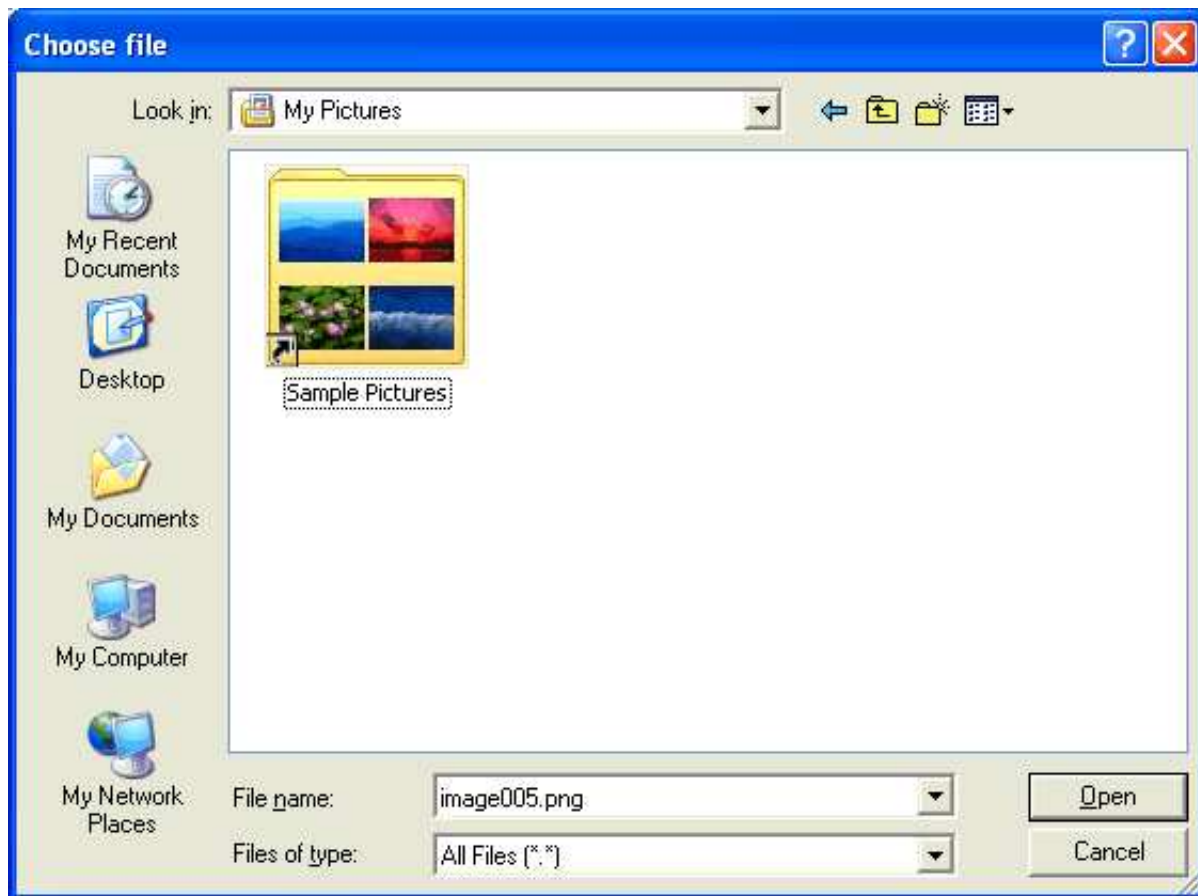 Choose file
Look in:
My Pictures
My Recent
Documents
Desktop
My Documents
My Computer
My Network
Places
Sample Pictures
File name:
image005.png
Open
Files of type:
All Files (*.*)
Cancel